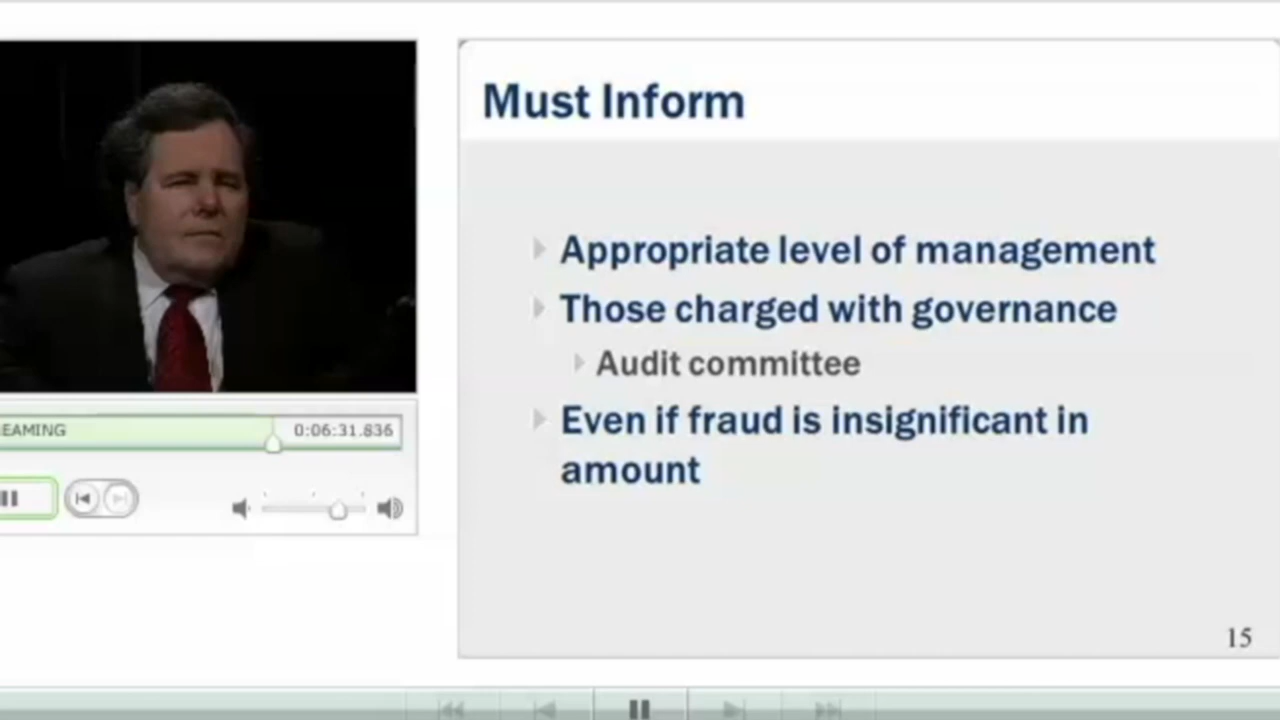 Must Inform
Appropriate level of management
Those charged with governance
Audit committee
Even if fraud is insignificant in
amount
EAMING 0:06:31.836
15